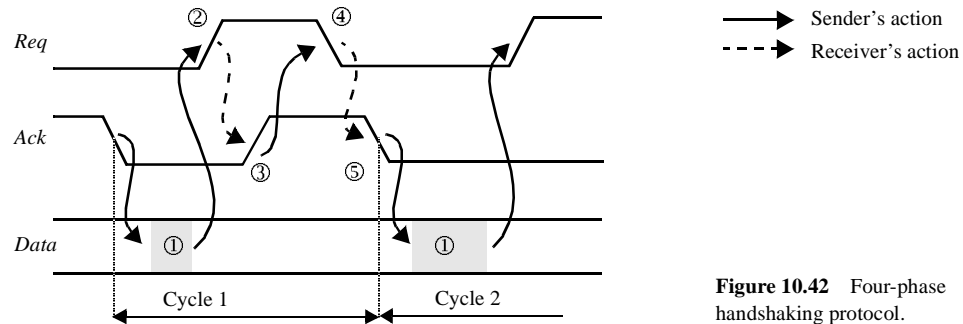 ② ④
Req
Sender's action
Receiver's action
Ack
③ ⑤
Data ① ①
Cycle 1 Cycle 2
Figure 10.42 Four-phase
handshaking protocol.